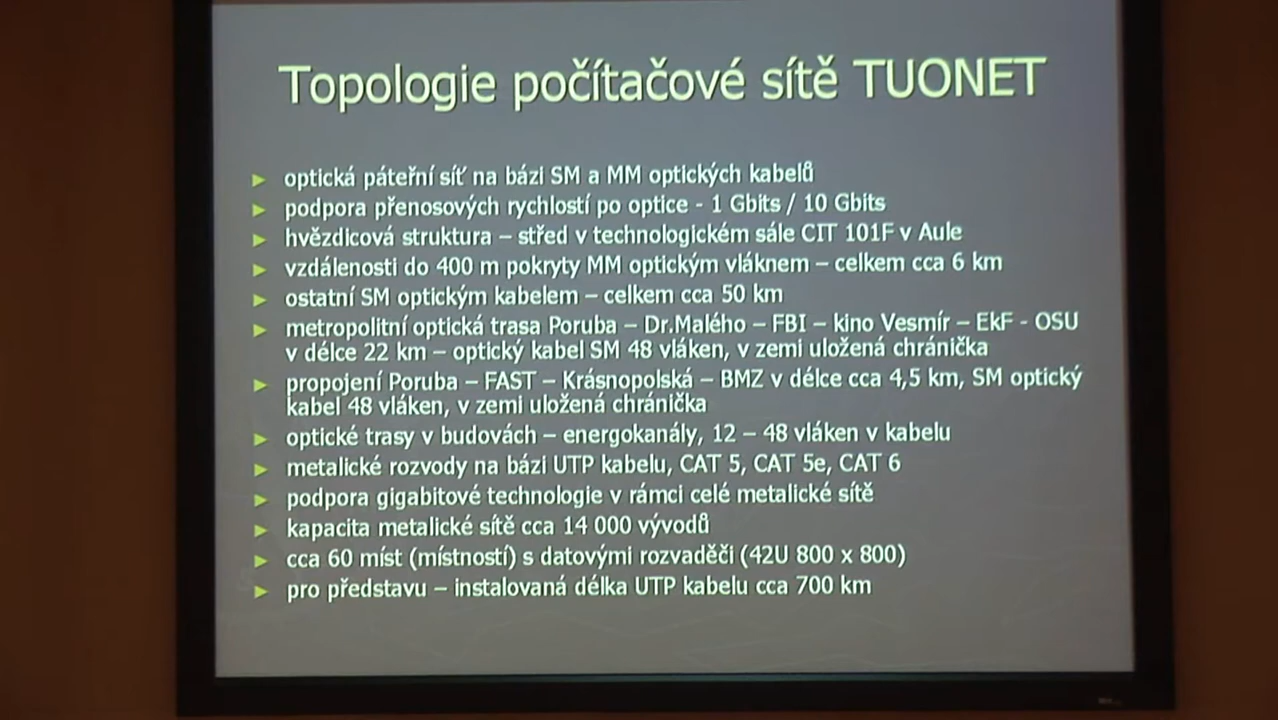 Topologie počítačové sítě TUONET
► optická páteřní síť na bázi SM a MM optických kabelů
► podpora přenosových rychlostí po optice - 1 Gbits / 10 Gbits
► hvězdicová struktura – střed v technologickém sále CIT 101F v Aule
► vzdálenosti do 400 m pokryty MM optickým vláknem – celkem cca 6 km
► ostatní SM optickým kabelem – celkem cca 50 km
► metropolitní optická trasa Poruba – Dr.Malého – FBI – kino Vesmír – EkF - OSU
v délce 22 km – optický kabel SM 48 vláken, v zemi uložená chránička
► propojení Poruba – FAST – Krásnopolská – BMZ v délce cca 4,5 km, SM optický
kabel 48 vláken, v zemi uložená chránička
► optické trasy v budovách – energokanály, 12 – 48 vláken v kabelu
► metalické rozvody na bázi UTP kabelu, CAT 5, CAT 5e, CAT 6
► podpora gigabitové technologie v rámci celé metalické sítě
► kapacita metalické sítě cca 14 000 vývodů
► cca 60 míst (místností) s datovými rozvaděči (42U 800 x 800)
► pro představu – instalovaná délka UTP kabelu cca 700 km